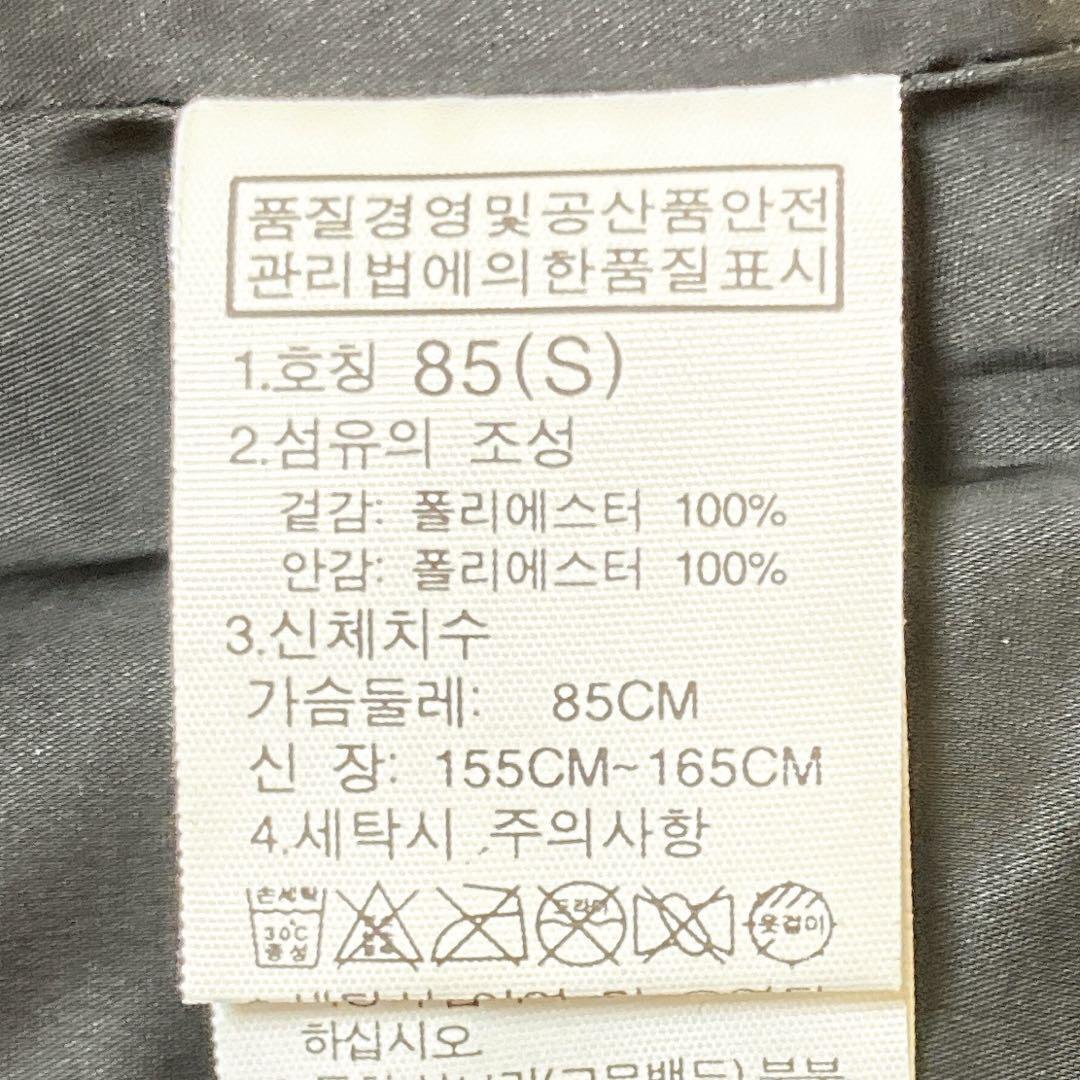 품질경영및공산품안전
관리법에의한품질표시
1.호칭 85(S)
2.섬유의 조성
겉감: 폴리에스터 100%
안감: 폴리에스터 100%
3.신체치수
가슴둘레: 85CM
신 장: 155CM~165CM
4.세탁시 주의사항
손세탁
30℃
중성
드라이
옷걸이
하십시오